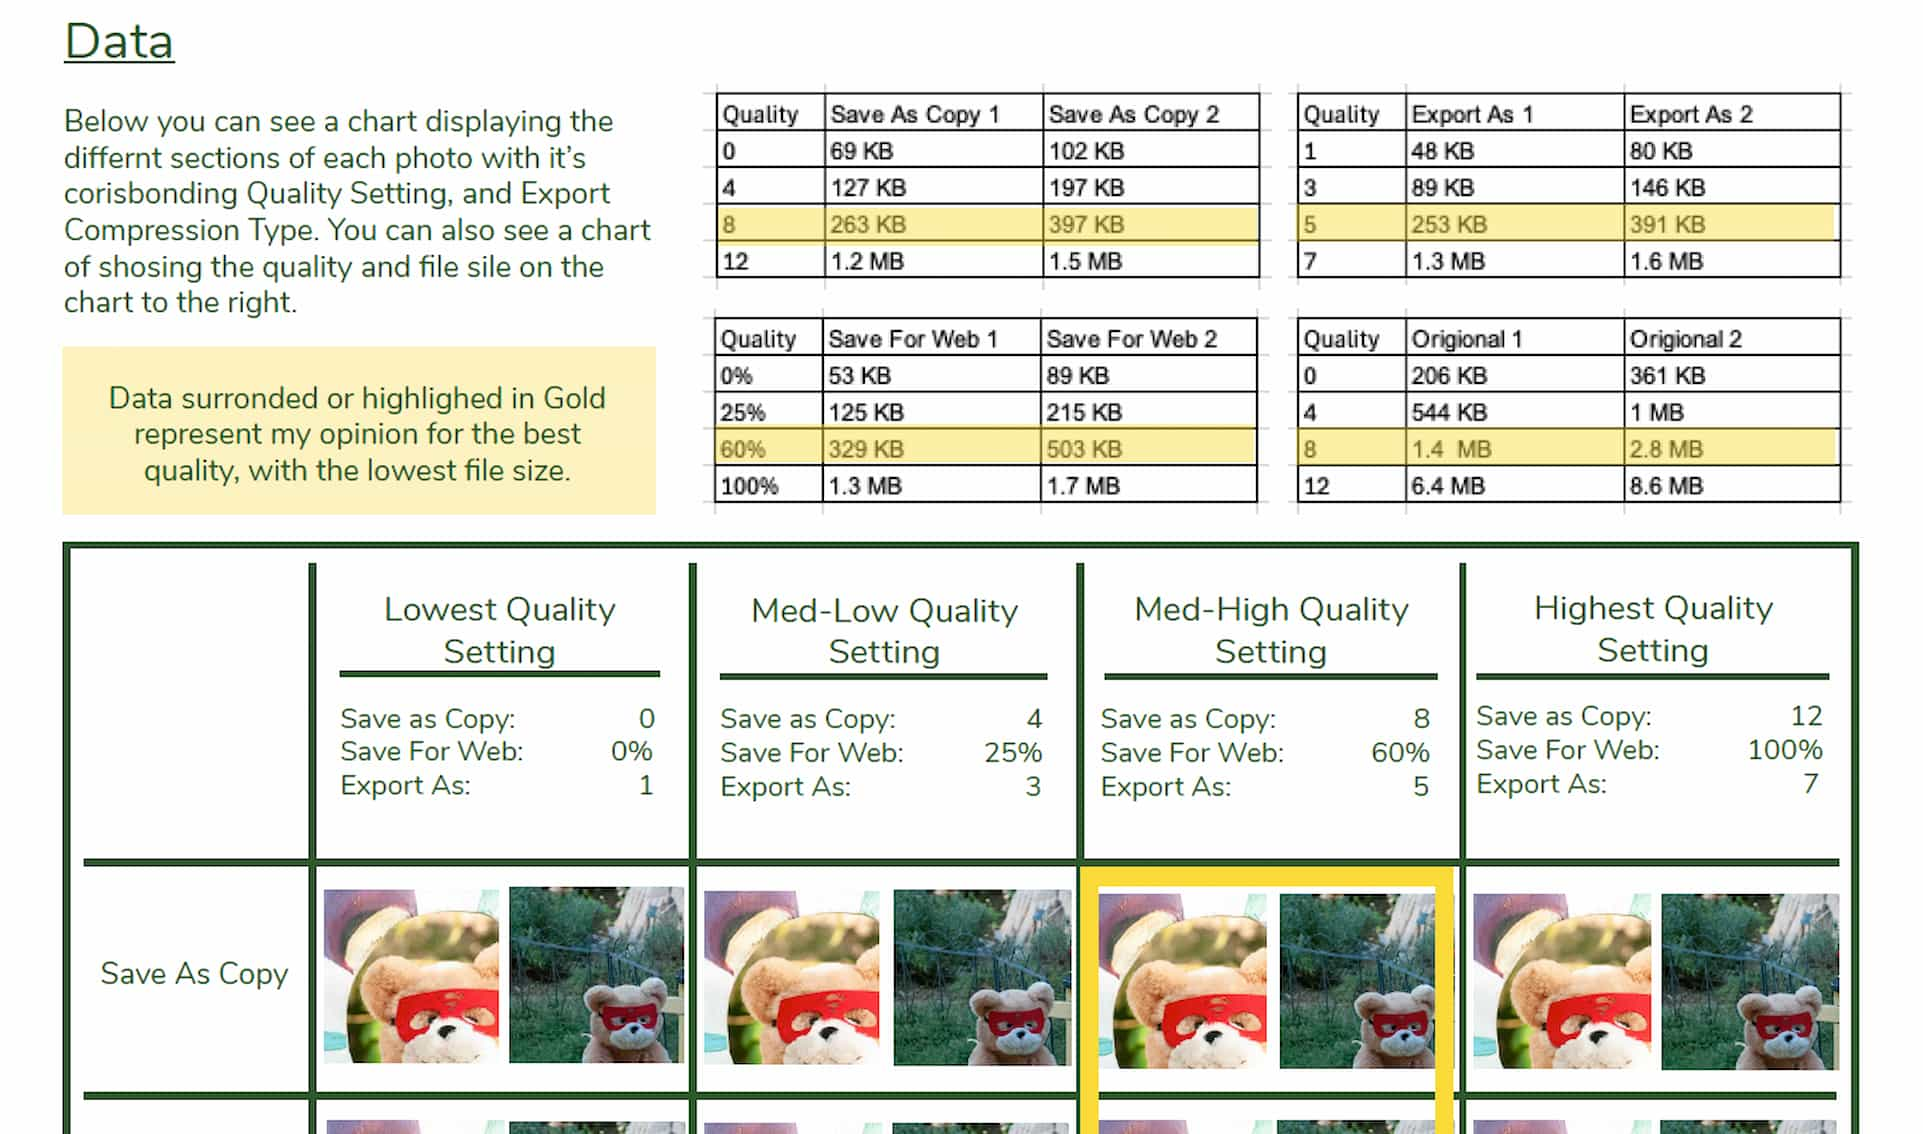 Data
Below you can see a chart displaying the
differnt sections of each photo with it's
corisbonding Quality Setting, and Export
Compression Type. You can also see a chart
of shosing the quality and file sile on the
chart to the right.
Data surronded or highlighed in Gold
represent my opinion for the best
quality, with the lowest file size.
Quality Save As Copy 1 Save As Copy 2
0 69 KB 102 KB
4 127 KB 197 KB
8 263 KB 397 KB
12 1.2 MB 1.5 MB
Quality Export As 1 Export As 2
1 48 KB 80 KB
3 89 KB 146 KB
5 253 KB 391 KB
7 1.3 MB 1.6 MB
Quality Save For Web 1 Save For Web 2
0% 53 KB 89 KB
25% 125 KB 215 KB
60% 329 KB 503 KB
100% 1.3 MB 1.7 MB
Quality Origional 1 Origional 2
0 206 KB 361 KB
4 544 KB 1 MB
8 1.4 MB 2.8 MB
12 6.4 MB 8.6 MB
Lowest Quality
Setting
Save as Copy: 0
Save For Web: 0%
Export As: 1
Med-Low Quality
Setting
Save as Copy: 4
Save For Web: 25%
Export As: 3
Med-High Quality
Setting
Save as Copy: 8
Save For Web: 60%
Export As: 5
Highest Quality
Setting
Save as Copy: 12
Save For Web: 100%
Export As: 7
Save As Copy